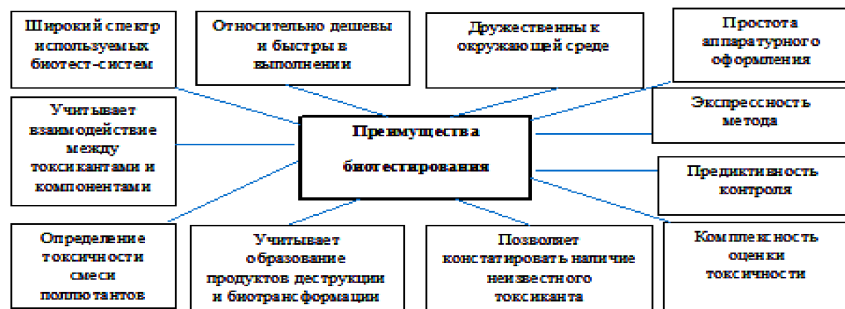 Широкий спектр
используемых
биотест-систем
Относительно дешевы
и быстры в
выполнении
Дружественны к
окружающей среде
Простота
аппаратурного
оформления
Учитывает
взаимодействие
между
токсикантами и
компонентами
Преимущества
биотестирования
Экспрессность
метода
Предиктивность
контроля
Определение
токсичности
смеси
поллютантов
Учитывает
образование
продуктов деструкции
и биотрансформации
Позволяет
констатировать наличие
неизвестного
токсиканта
Комплексность
оценки
токсичности